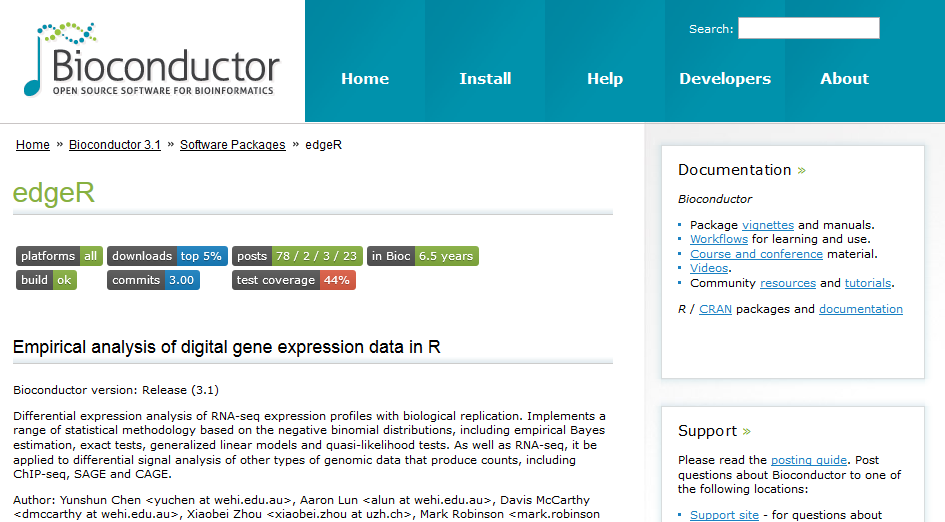 Bioconductor
OPEN SOURCE SOFTWARE FOR BIOINFORMATICS
Search:
Home Install Help Developers About
Home » Bioconductor 3.1 » Software Packages » edgeR
edgeR
platforms all downloads top 5% posts 78 / 2 / 3 / 23 in Bioc 6.5 years
build ok commits 3.00 test coverage 44%
Empirical analysis of digital gene expression data in R
Bioconductor version: Release (3.1)
Differential expression analysis of RNA-seq expression profiles with biological replication. Implements a
range of statistical methodology based on the negative binomial distributions, including empirical Bayes
estimation, exact tests, generalized linear models and quasi-likelihood tests. As well as RNA-seq, it be
applied to differential signal analysis of other types of genomic data that produce counts, including
ChIP-seq, SAGE and CAGE.
Author: Yunshun Chen <yuchen at wehi.edu.au>, Aaron Lun <alun at wehi.edu.au>, Davis McCarthy
<dmccarthy at wehi.edu.au>, Xiaobei Zhou <xiaobei.zhou at uzh.ch>, Mark Robinson <mark.robinson
Documentation »
Bioconductor
• Package vignettes and manuals.
• Workflows for learning and use.
• Course and conference material.
• Videos.
• Community resources and tutorials.
R / CRAN packages and documentation
Support »
Please read the posting guide. Post
questions about Bioconductor to one of
the following locations:
• Support site - for questions about